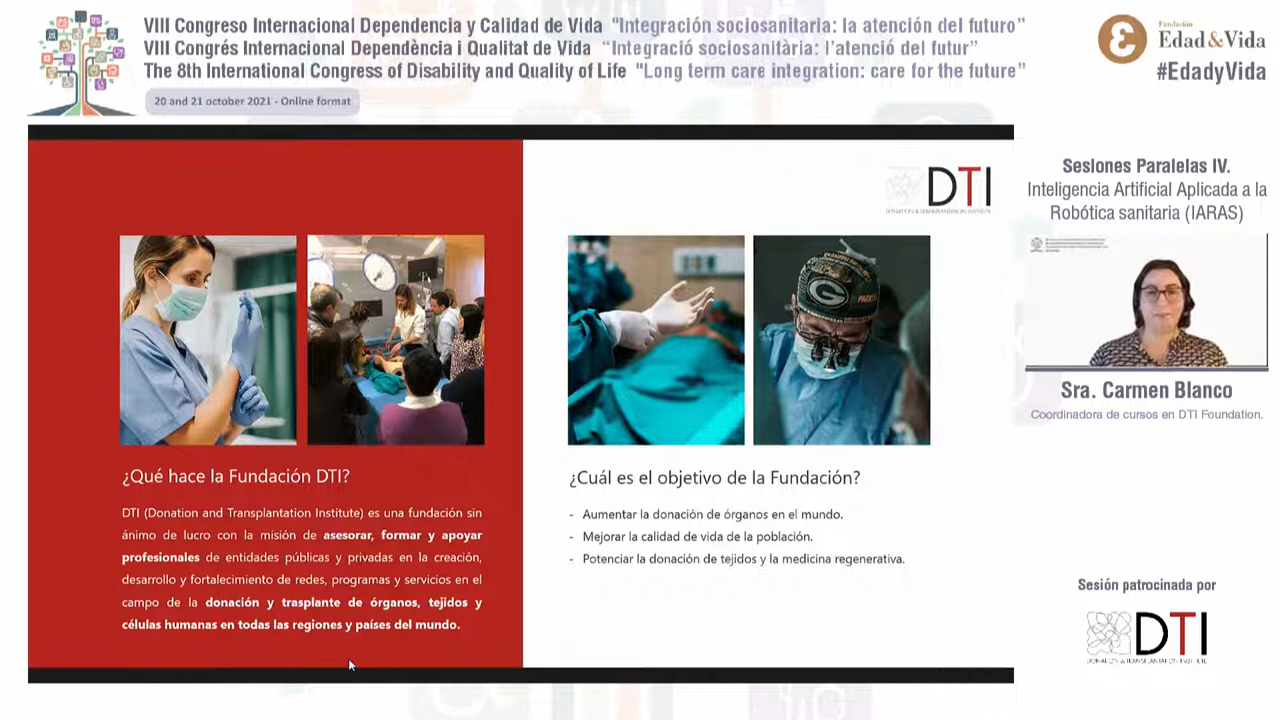 VIII Congreso Internacional Dependencia y Calidad de Vida "Integración sociosanitaria: la atención del futuro"
VIII Congrés Internacional Dependència i Qualitat de Vida "Integració sociosanitària: l'atenció del futur"
The 8th International Congress of Disability and Quality of Life "Long term care integration: care for the future"
20 and 21 october 2021 - Online format
Fundación
Edad&Vida
#EdadyVida
DTI
DONATION & TRANSPLANTATION INSTITUTE
¿Qué hace la Fundación DTI?
DTI (Donation and Transplantation Institute) es una fundación sin
ánimo de lucro con la misión de asesorar, formar y apoyar
profesionales de entidades públicas y privadas en la creación,
desarrollo y fortalecimiento de redes, programas y servicios en el
campo de la donación y trasplante de órganos, tejidos y
células humanas en todas las regiones y países del mundo.
G
¿Cuál es el objetivo de la Fundación?
- Aumentar la donación de órganos en el mundo.
- Mejorar la calidad de vida de la población.
- Potenciar la donación de tejidos y la medicina regenerativa.
Sesiones Paralelas IV.
Inteligencia Artificial Aplicada a la
Robótica sanitaria (IARAS)
Sra. Carmen Blanco
Coordinadora de cursos en DTI Foundation.
Sesión patrocinada por
DTI
DONATION & TRANSPLANTATION INSTITUTE